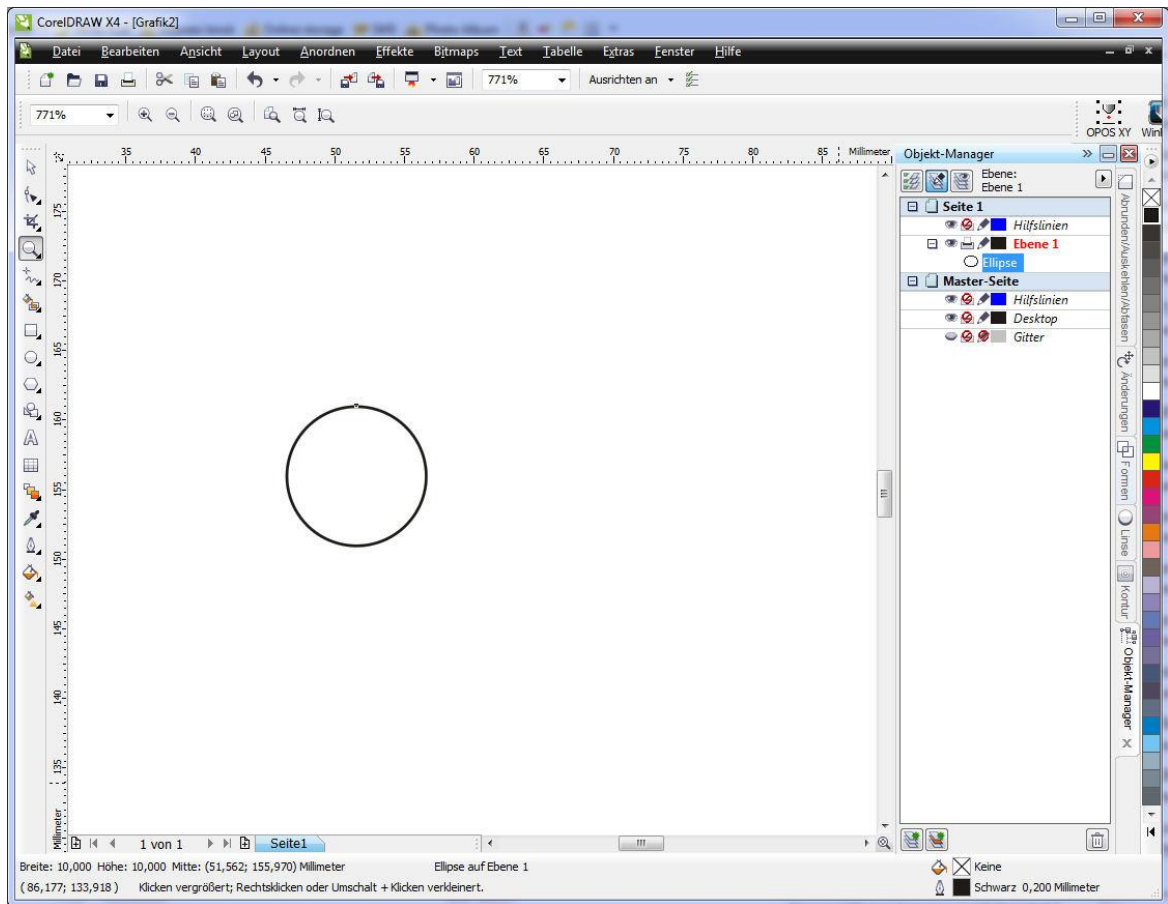 CorelDRAW X4 - [Grafik2]
Datei Bearbeiten Ansicht Layout Anordnen Effekte Bitmaps Text Tabelle Extras Fenster Hilfe
771% Ausrichten an
771%
OPOS XY
35 40 45 50 55 60 65 70 75 80 85 Millimeter
175
170
165
160
155
150
145
140
135
Millimeter
Objekt-Manager
Ebene:
Ebene 1
Seite 1
Hilfslinien
Ebene 1
Ellipse
Master-Seite
Hilfslinien
Desktop
Gitter
Abrunden/Auskehlen/Abfasen
Änderungen
Formen
Linse
Kontur
Objekt-Manager
1 von 1 Seite1
Breite: 10,000 Höhe: 10,000 Mitte: (51,562; 155,970) Millimeter Ellipse auf Ebene 1 Keine
(86,177; 133,918) Klicken vergrößert; Rechtsklicken oder Umschalt + Klicken verkleinert. Schwarz 0,200 Millimeter